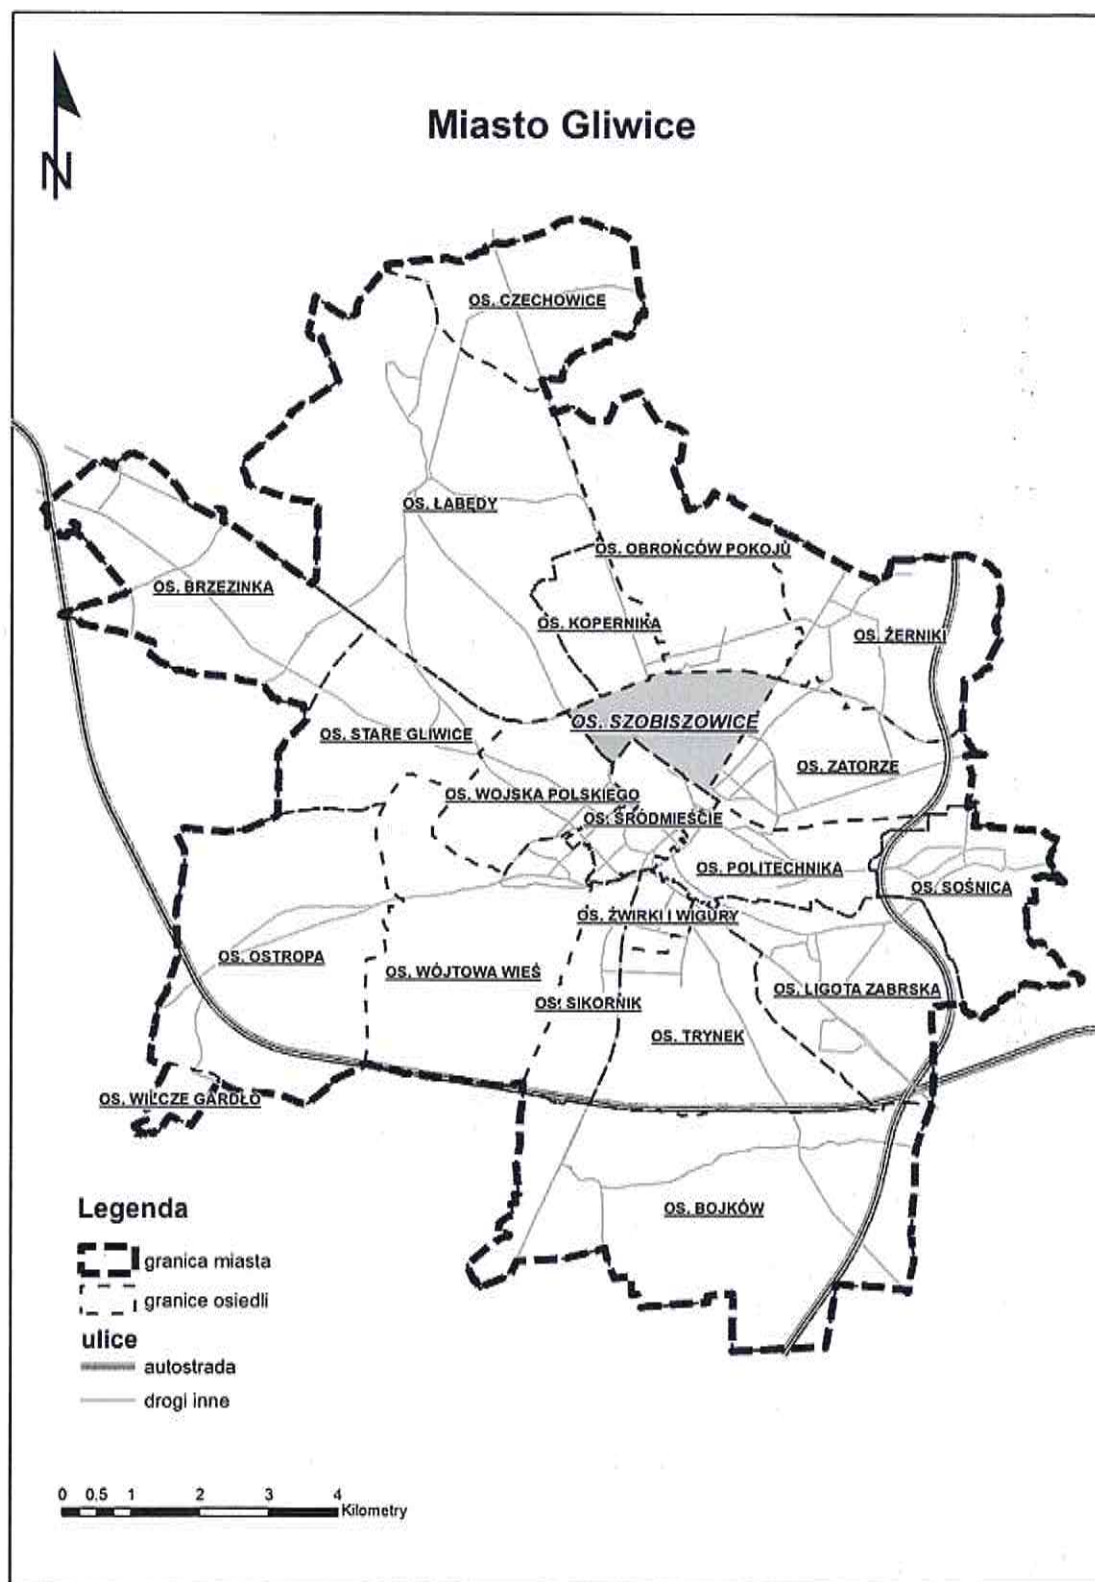 Miasto Gliwice
N
OS. CZECHOWICE
OS. ŁABĘDY
OS. OBROŃCÓW POKOJU
OS. BRZEZINKA
OS. KOPERNIKA
OS. ŻERNIKI
OS. SZOBISZOWICE
OS. STARE GLIWICE
OS. ZATORZE
OS. WOJSKA POLSKIEGO
OS. ŚRÓDMIEŚCIE
OS. POLITECHNIKA
OS. SOŚNICA
OS. ŻWIRKI I WIGURY
OS. OSTROPA
OS. WÓJTOWA WIEŚ
OS. LIGOTA ZABRSKA
OS. SIKORNIK
OS. TRYNEK
OS. WILCZE GARDŁO
OS. BOJKÓW
Legenda
granica miasta
granice osiedli
ulice
autostrada
drogi inne
0 0.5 1 2 3 4
Kilometry